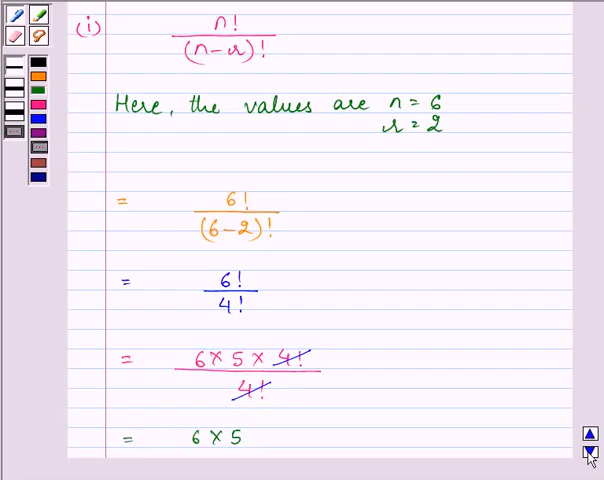 (i) n!
(n-r)!
Here, the values are n = 6
r = 2
= 6!
(6-2)!
= 6!
4!
= 6 × 5 × 4!
4!
= 6 × 5